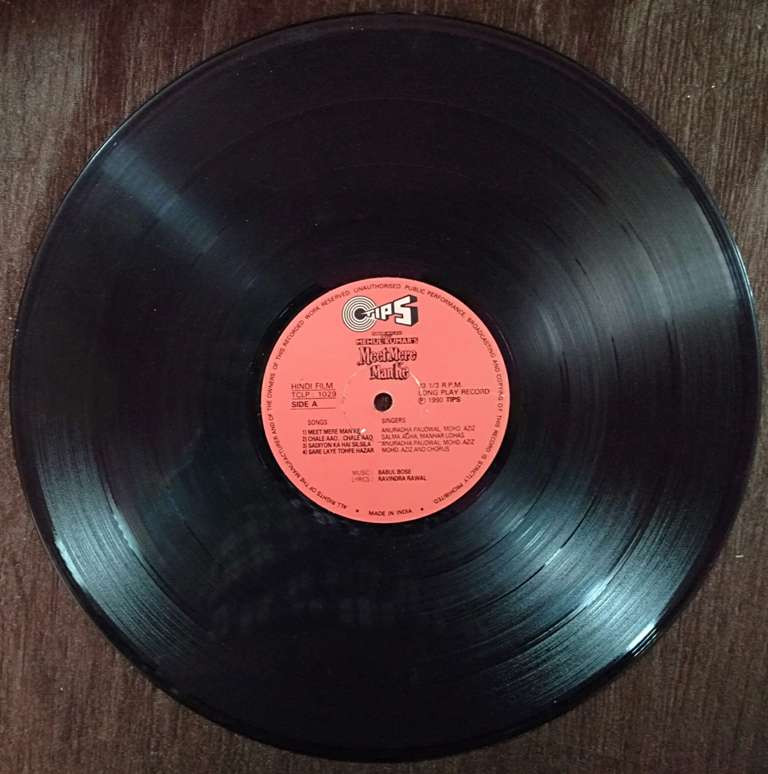 TIPS
MEHUL KUMAR'S
Meet Mere
Man Ke
HINDI FILM
TCLP : 1029
SIDE A
1/3 R.P.M.
LONG PLAY RECORD
℗ 1990 TIPS
SONGS SINGERS
1) MEET MERE MAN KE ANURADHA PAUDWAL, MOHD. AZIZ
2) CHALE AAO.. CHALE AAO SALMA AGHA, MANHAR UDHAS
3) SADIYON KA HAI SILSILA ANURADHA PAUDWAL, MOHD. AZIZ
4) SARE LAYE TOHFE HAZAR MOHD. AZIZ AND CHORUS
MUSIC : BABUL BOSE
LYRICS : RAVINDRA RAWAL
ALL RIGHTS OF THE MANUFACTURER AND OF THE OWNERS OF THIS RECORDED WORK RESERVED. UNAUTHORISED PUBLIC PERFORMANCE, BROADCASTING AND COPYING OF THIS RECORD IS STRICTLY PROHIBITED.
• MADE IN INDIA •